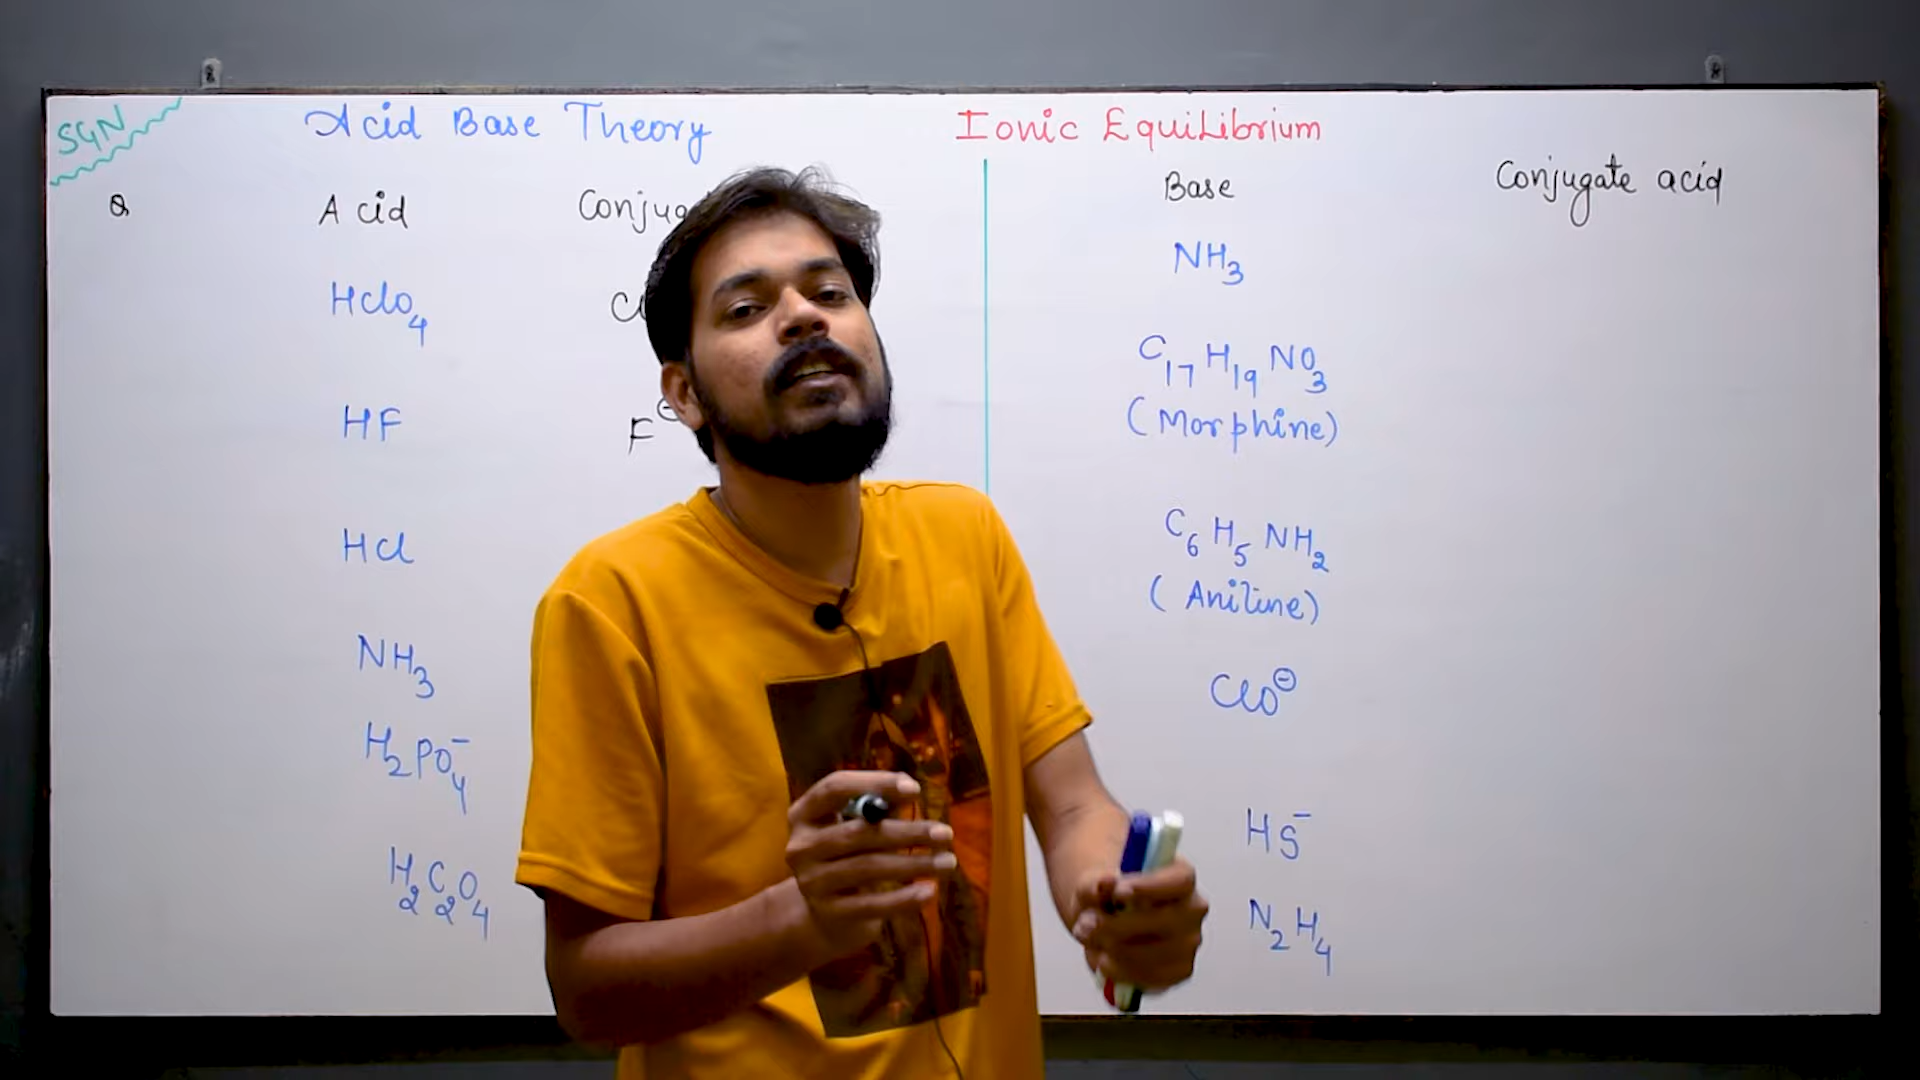 SGN
Acid Base Theory
Ionic Equilibrium
Q
Acid
Base
Conjugate acid
HClO4
HF
F⊖
HCl
NH3
H2PO4⁻
H2C2O4
NH3
C17H19NO3
(Morphine)
C6H5NH2
(Aniline)
ClO⊖
HS⁻
N2H4